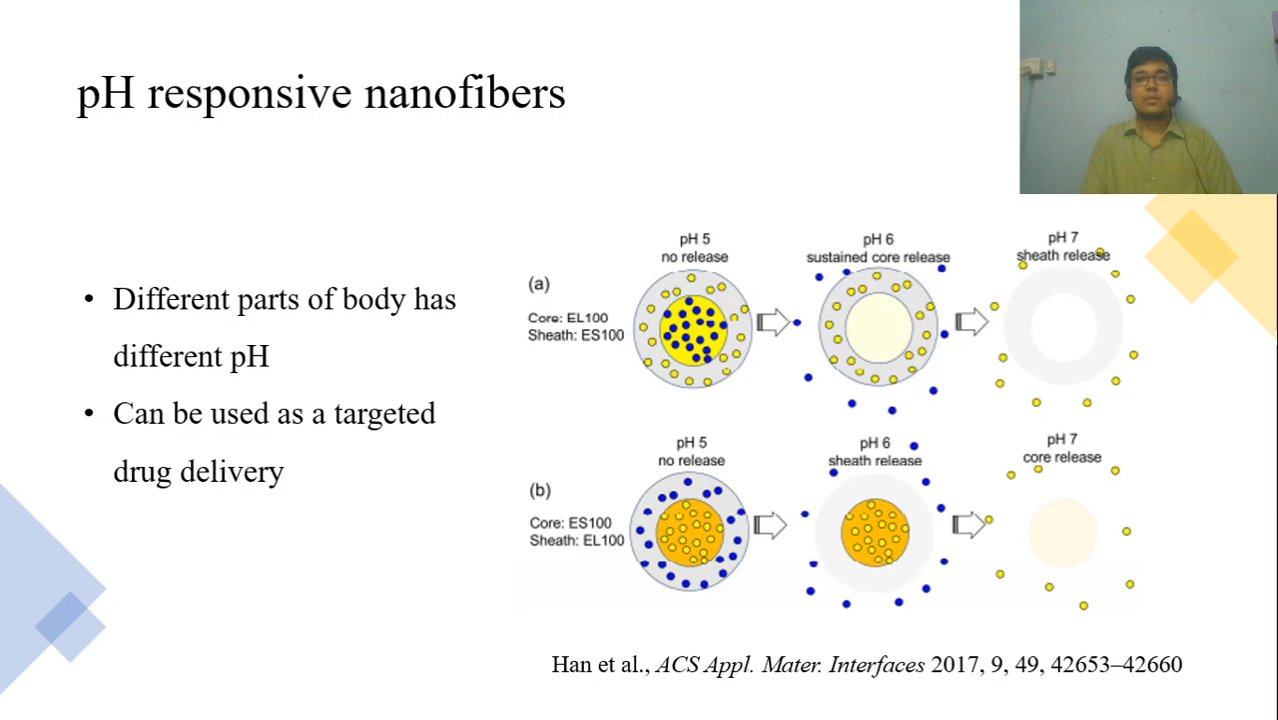 pH responsive nanofibers
• Different parts of body has
different pH
• Can be used as a targeted
drug delivery
(a)
Core: EL100
Sheath: ES100
pH 5
no release
pH 6
sustained core release
pH 7
sheath release
(b)
Core: ES100
Sheath: EL100
pH 5
no release
pH 6
sheath release
pH 7
core release
Han et al., ACS Appl. Mater. Interfaces 2017, 9, 49, 42653–42660